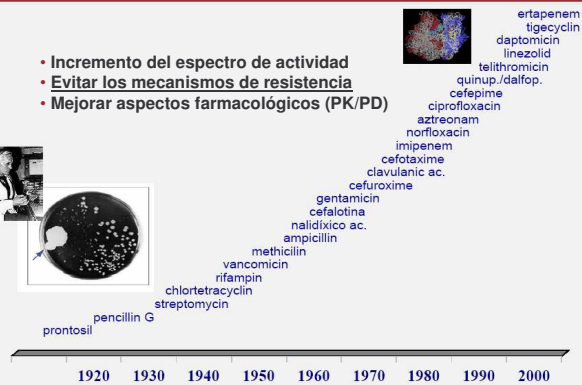 • Incremento del espectro de actividad
• Evitar los mecanismos de resistencia
• Mejorar aspectos farmacológicos (PK/PD)
ertapenem
tigecyclin
daptomicin
linezolid
telithromicin
quinup./dalfop.
cefepime
ciprofloxacin
aztreonam
norfloxacin
imipenem
cefotaxime
clavulanic ac.
cefuroxime
gentamicin
cefalotina
nalidíxico ac.
ampicillin
methicilin
vancomicin
rifampin
chlortetracyclin
streptomycin
pencillin G
prontosil
1920 1930 1940 1950 1960 1970 1980 1990 2000